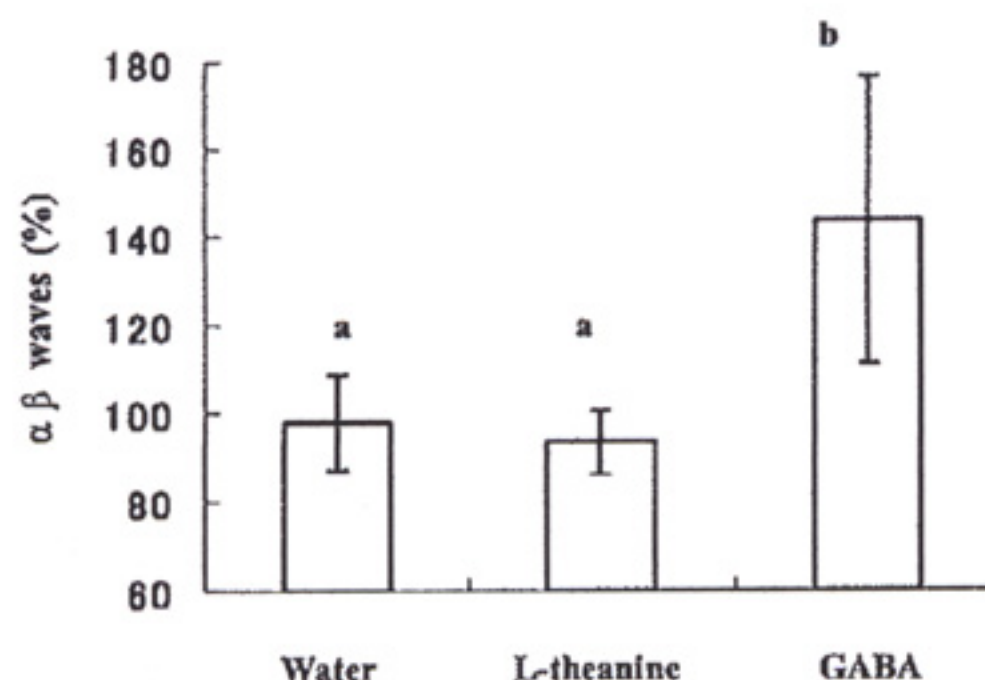 b
180
160
140
120
100
80
60
α β waves (%)
a
a
Water
L-theanine
GABA